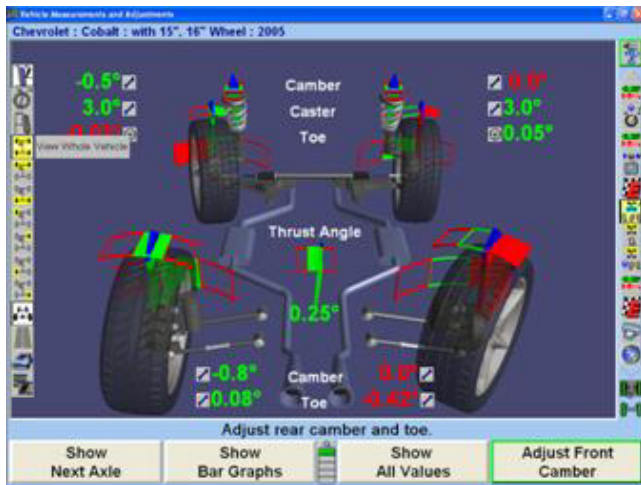 Vehicle Measurements and Adjustments
Chevrolet : Cobalt : with 15", 16" Wheel : 2005
-0.5° Camber 0.0°
3.0° Caster 3.0°
Toe 0.05°
View Whole Vehicle
Thrust Angle
0.25°
-0.8° Camber 0.0°
0.08° Toe -0.42°
Adjust rear camber and toe.
Show Next Axle
Show Bar Graphs
Show All Values
Adjust Front Camber